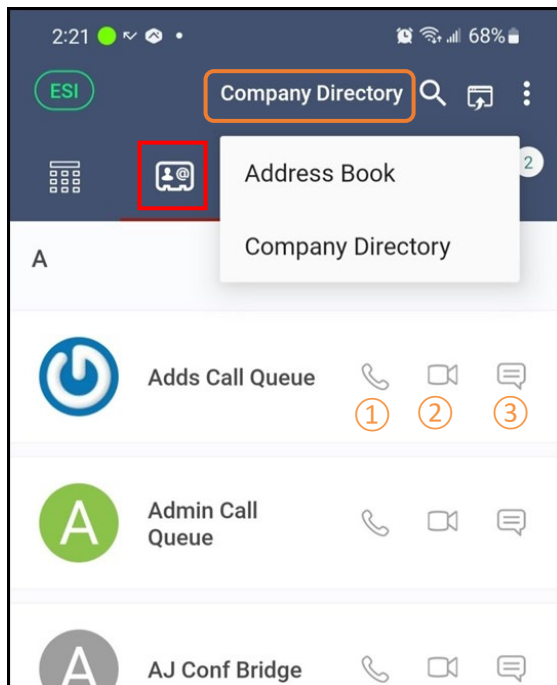 2:21 68%
ESI Company Directory
Address Book
2
Company Directory
A
Adds Call Queue
① ② ③
A Admin Call
Queue
A AJ Conf Bridge